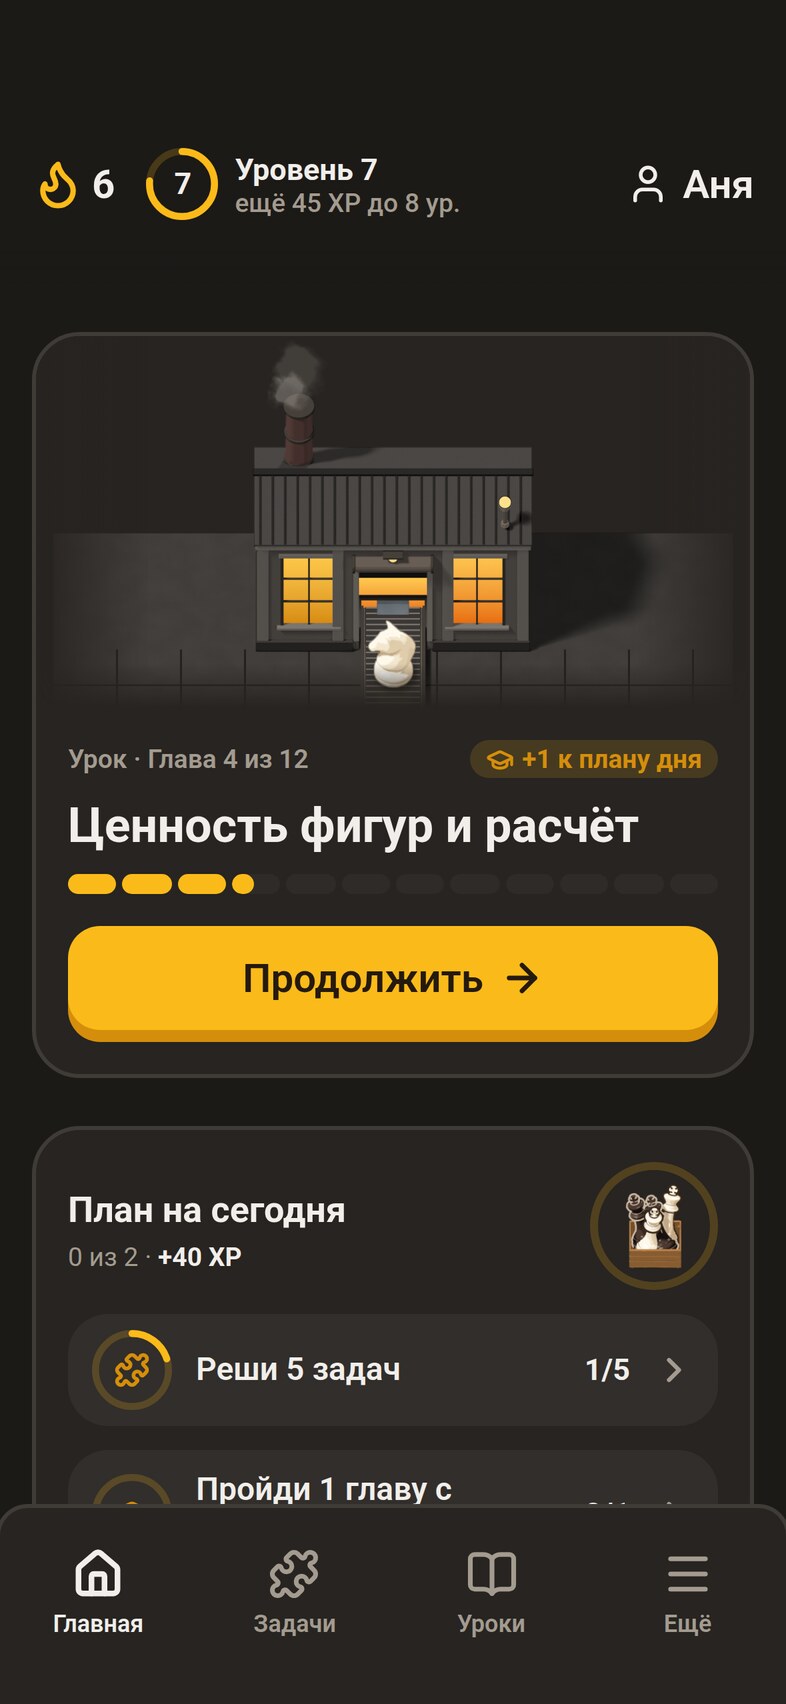 6
7
Уровень 7
ещё 45 XP до 8 ур.
Аня
Урок · Глава 4 из 12
+1 к плану дня
Ценность фигур и расчёт
Продолжить
План на сегодня
0 из 2 · +40 XP
Реши 5 задач
1/5
Пройди 1 главу с
Главная
Задачи
Уроки
Ещё